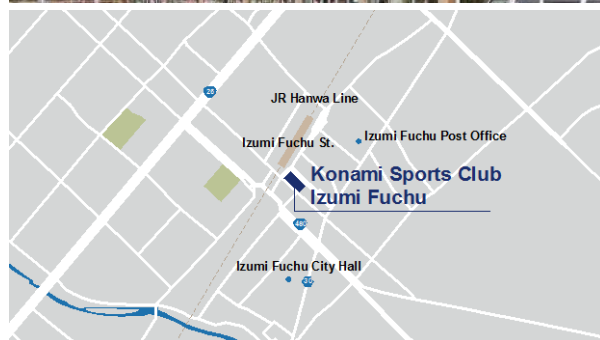 26
JR Hanwa Line
Izumi Fuchu St.
Izumi Fuchu Post Office
Konami Sports Club
Izumi Fuchu
480
Izumi Fuchu City Hall